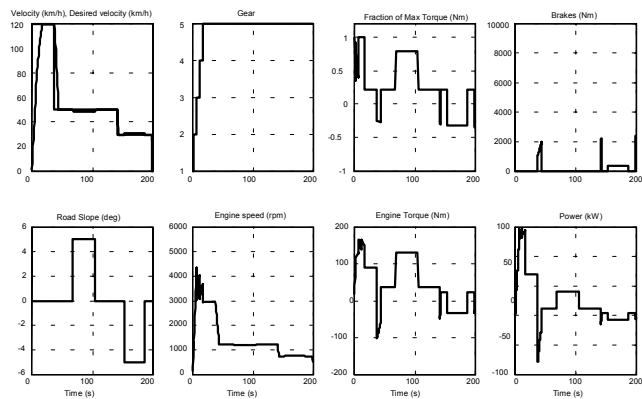 Velocity (km/h), Desired velocity (km/h)
120
100
80
60
40
20
0
0 100 200
Gear
5
4
3
2
1
0 100 200
Fraction of Max Torque (Nm)
1
0.5
0
-0.5
-1
0 100 200
Brakes (Nm)
10000
8000
6000
4000
2000
0
0 100 200
Road Slope (deg)
6
4
2
0
-2
-4
-6
0 100 200
Time (s)
Engine speed (rpm)
6000
5000
4000
3000
2000
1000
0
0 100 200
Time (s)
Engine Torque (Nm)
200
100
0
-100
-200
0 100 200
Time (s)
Power (kW)
100
50
0
-50
-100
0 100 200
Time (s)